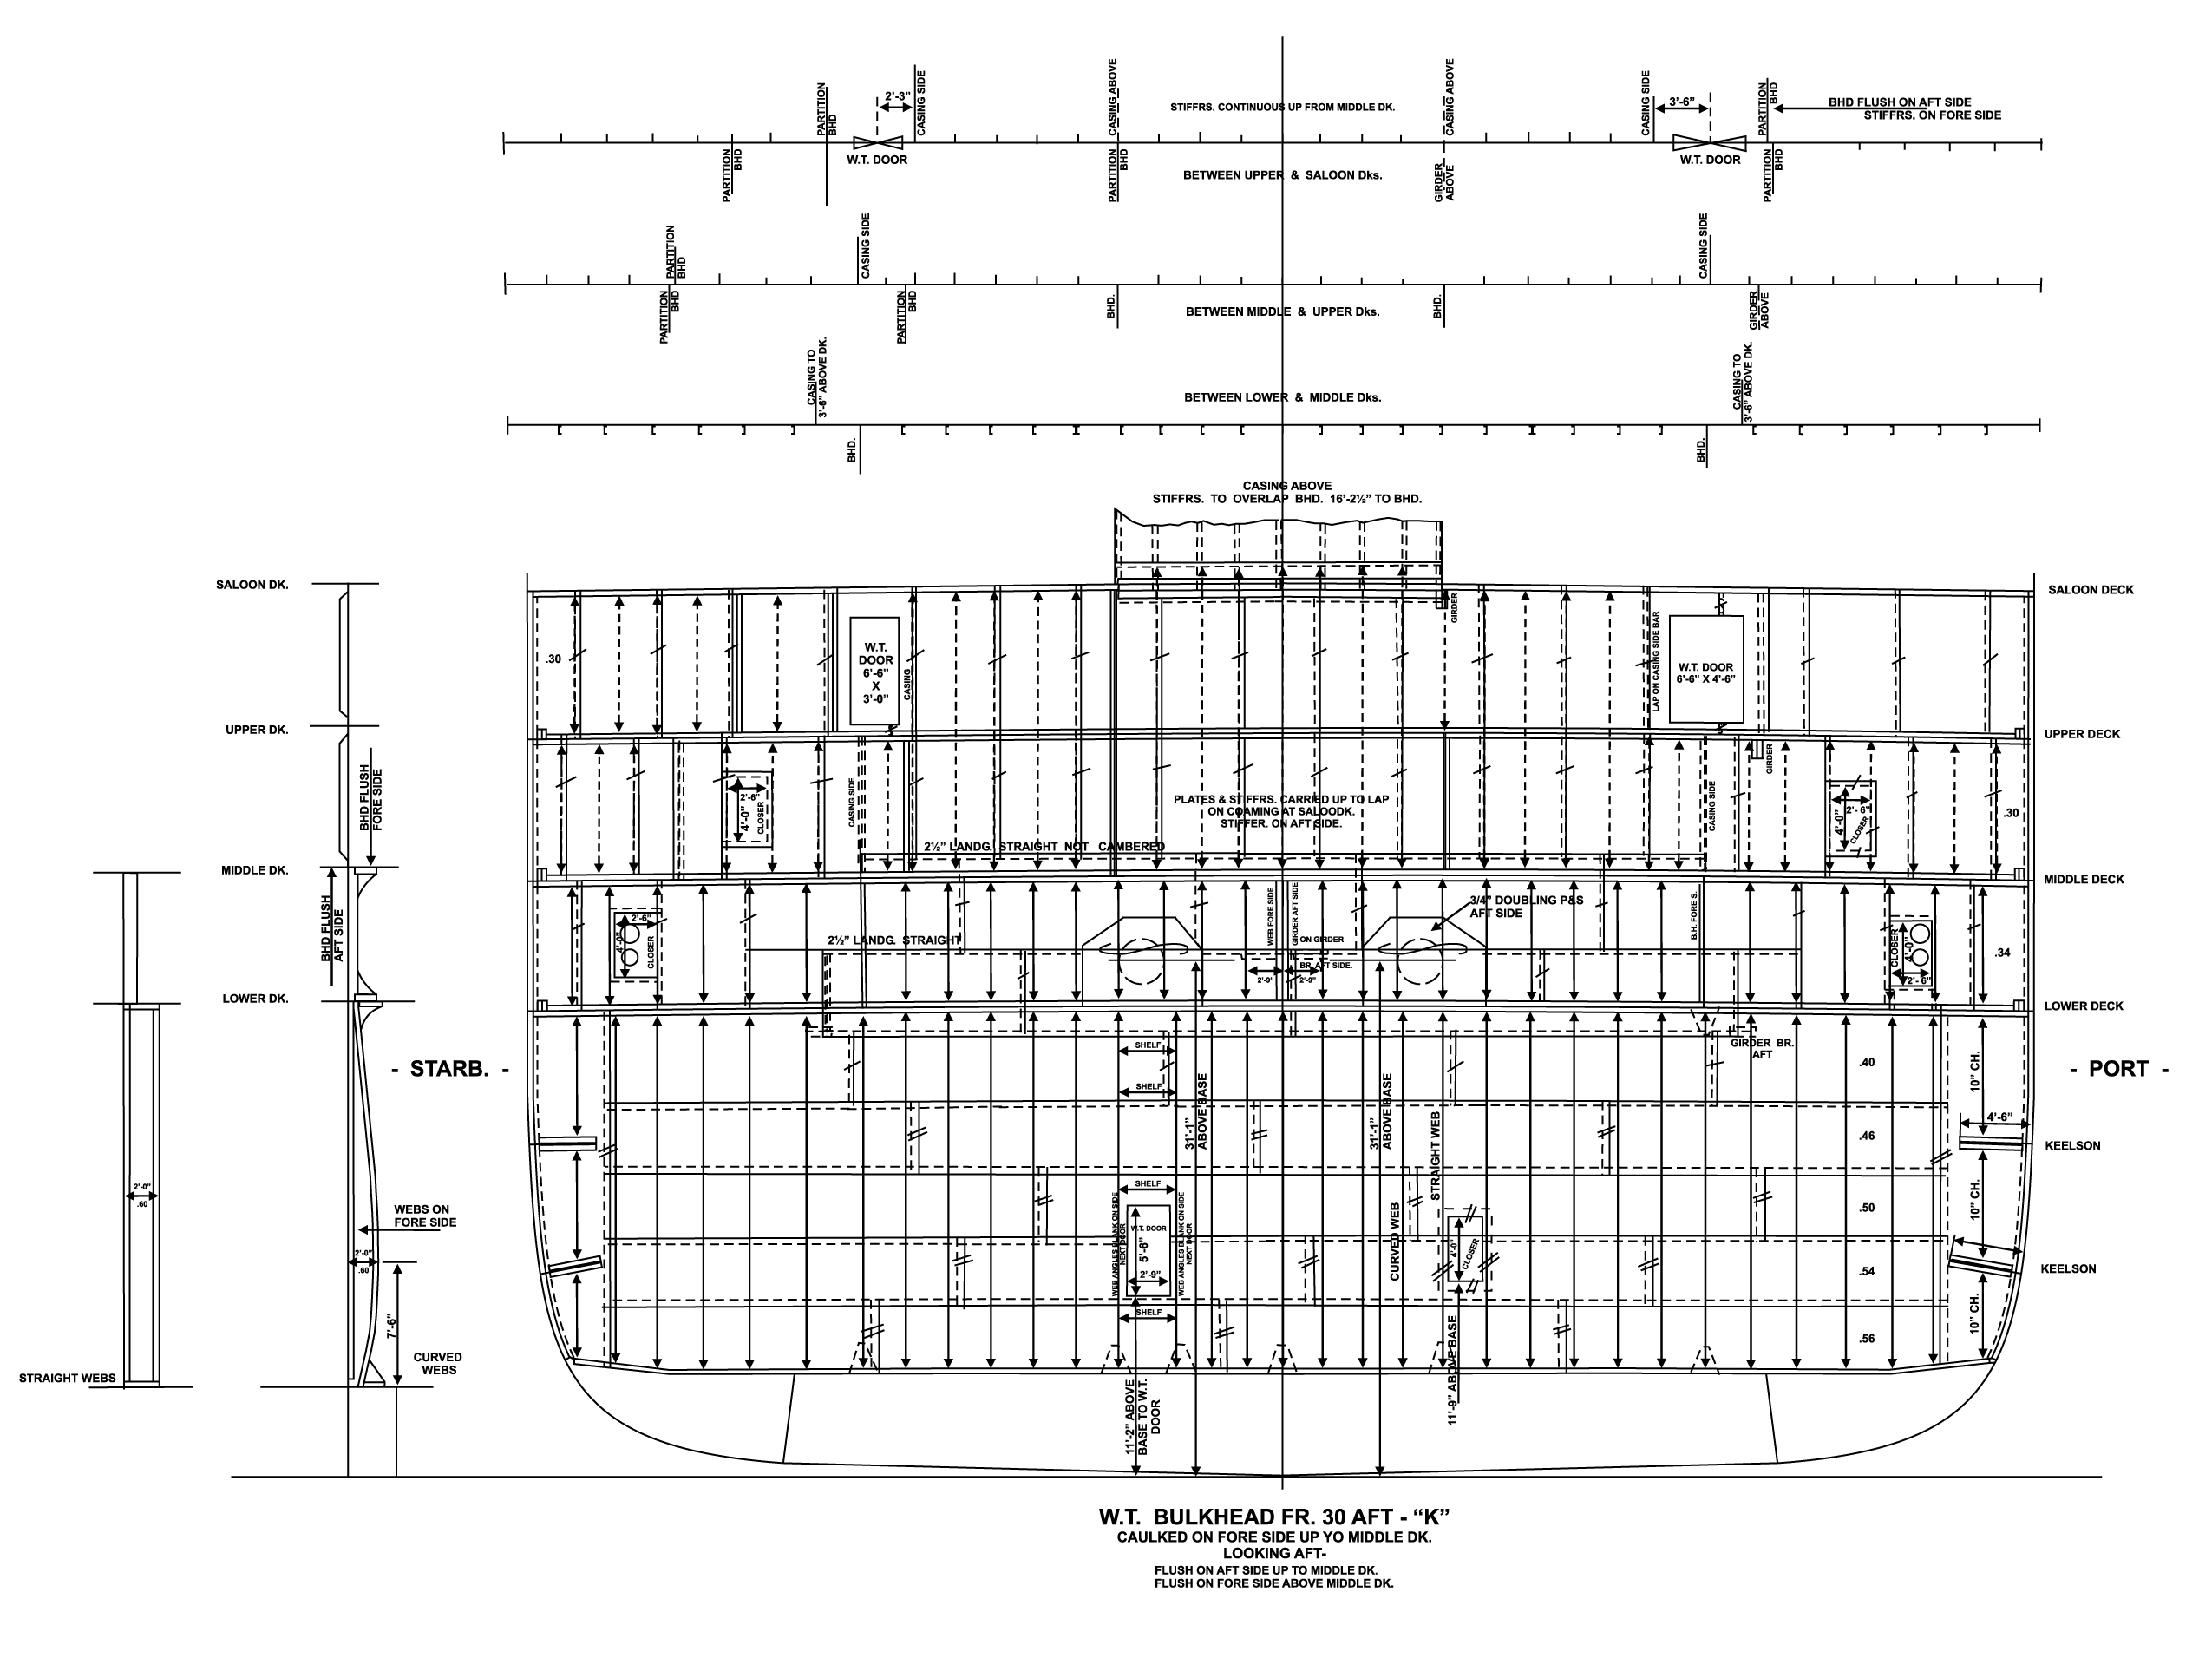 2’-3”
PARTITION
BHD
CASING SIDE
CASING ABOVE
STIFFRS. CONTINUOUS UP FROM MIDDLE DK.
CASING ABOVE
CASING SIDE
3’-6”
PARTITION
BHD
BHD FLUSH ON AFT SIDE
STIFFRS. ON FORE SIDE
PARTITION
BHD
W.T. DOOR
PARTITION
BHD
BETWEEN UPPER & SALOON Dks.
GIRDER
ABOVE
W.T. DOOR
PARTITION
BHD
PARTITION
BHD
CASING SIDE
CASING SIDE
PARTITION
BHD
PARTITION
BHD
BHD.
BETWEEN MIDDLE & UPPER Dks.
BHD.
GIRDER
ABOVE
CASING TO
3’-6” ABOVE DK.
BETWEEN LOWER & MIDDLE Dks.
CASING TO
3’-6” ABOVE DK.
BHD.
BHD.
CASING ABOVE
STIFFRS. TO OVERLAP BHD. 16’-2½” TO BHD.
SALOON DK.
SALOON DECK
GIRDER
.30
W.T.
DOOR
6’-6”
X
3’-0”
CASING
LAP ON CASING SIDE BAR
W.T. DOOR
6’-6” X 4’-6”
UPPER DK.
UPPER DECK
BHD FLUSH
FORE SIDE
2’-6”
4’-0”
CLOSER
CASING SIDE
PLATES & STIFFRS. CARRIED UP TO LAP
ON COAMING AT SALOODK.
STIFFER. ON AFT SIDE.
CASING SIDE
GIRDER
2’- 6”
4’-0”
CLOSER
.30
2½” LANDG. STRAIGHT NOT CAMBERED
MIDDLE DK.
MIDDLE DECK
BHD FLUSH
AFT SIDE
2’-6”
4’-0”
CLOSER
2½” LANDG. STRAIGHT
WEB FORE SIDE
GIRDER AFT SIDE
ON GIRDER
BR. AFT SIDE.
2’-9”
2’-9”
3/4” DOUBLING P&S
AFT SIDE
B.H. FORE S.
CLOSER
4’-0”
2’- 6”
.34
LOWER DK.
LOWER DECK
- STARB. -
SHELF
SHELF
31’-1”
ABOVE BASE
31’-1”
ABOVE BASE
GIRDER BR.
AFT
.40
10” CH.
- PORT -
4’-6”
.46
KEELSON
2’-0”
.60
WEBS ON
FORE SIDE
2’-0”
.60
7’-6”
SHELF
WEB ANGLES BLANK ON SIDE
NEXT DOOR
W.T. DOOR
5’-6”
2’-9”
WEB ANGLES BLANK ON SIDE
NEXT DOOR
SHELF
CURVED WEB
STRAIGHT WEB
4’-0”
CLOSER
.50
10” CH.
.54
KEELSON
.56
10” CH.
STRAIGHT WEBS
CURVED
WEBS
11’-2” ABOVE
BASE TO W.T.
DOOR
11’-9” ABOVE BASE
W.T. BULKHEAD FR. 30 AFT - “K”
CAULKED ON FORE SIDE UP YO MIDDLE DK.
LOOKING AFT-
FLUSH ON AFT SIDE UP TO MIDDLE DK.
FLUSH ON FORE SIDE ABOVE MIDDLE DK.